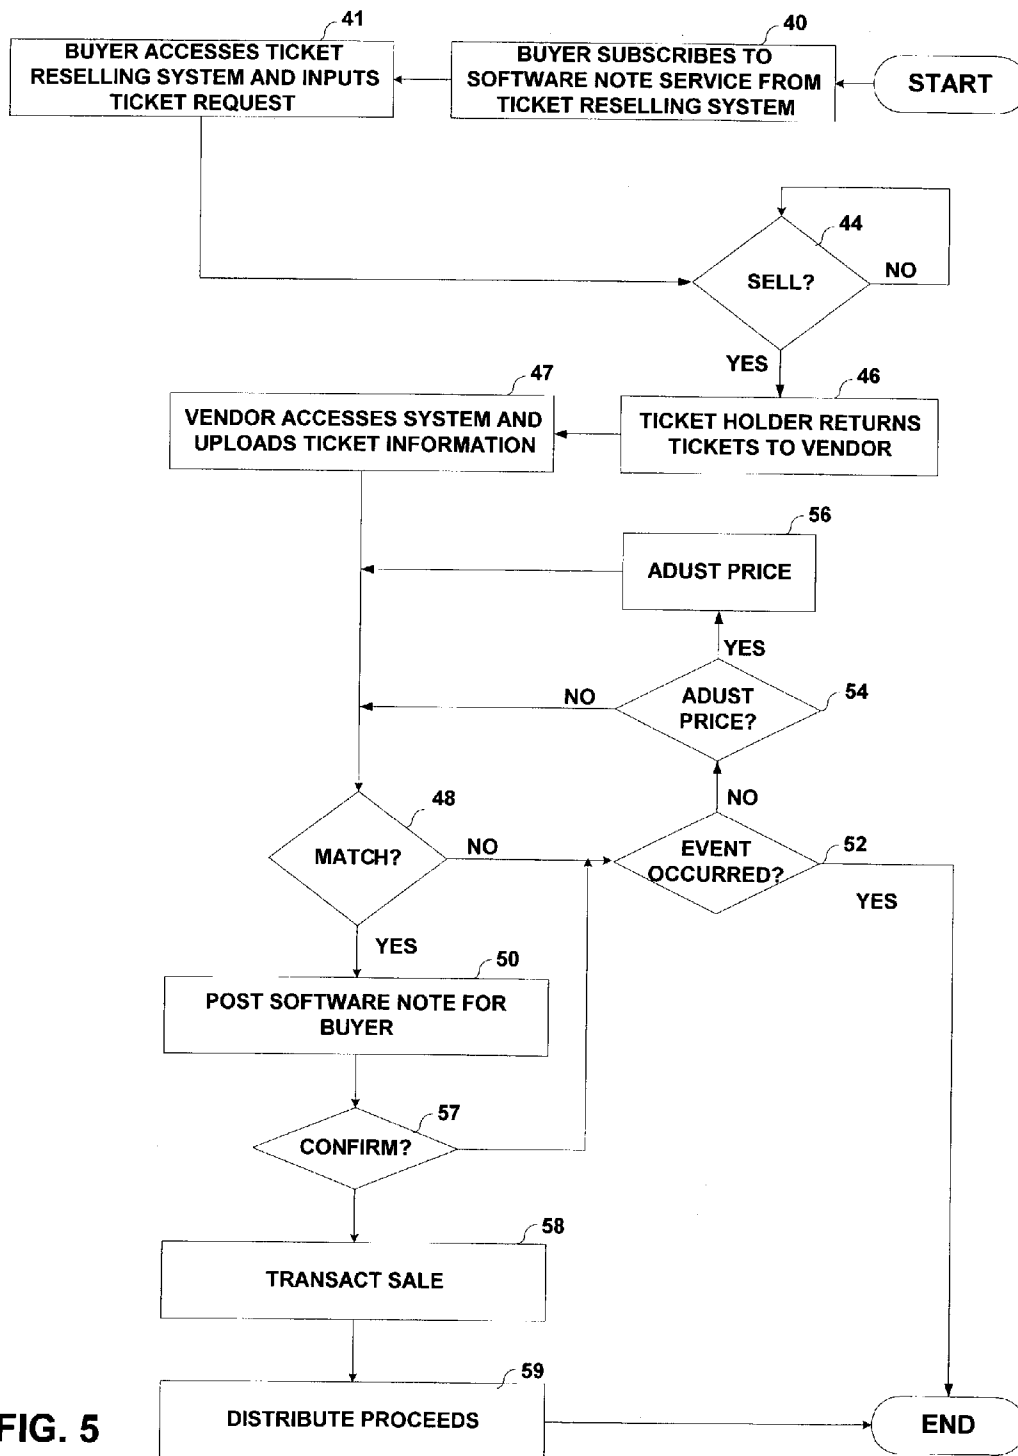 41
BUYER ACCESSES TICKET
RESELLING SYSTEM AND INPUTS
TICKET REQUEST
40
BUYER SUBSCRIBES TO
SOFTWARE NOTE SERVICE FROM
TICKET RESELLING SYSTEM
START
44
SELL?
NO
YES
47
VENDOR ACCESSES SYSTEM AND
UPLOADS TICKET INFORMATION
46
TICKET HOLDER RETURNS
TICKETS TO VENDOR
56
ADUST PRICE
YES
NO
ADUST
PRICE?
54
NO
48
MATCH?
NO
EVENT
OCCURRED?
52
YES
YES
50
POST SOFTWARE NOTE FOR
BUYER
57
CONFIRM?
58
TRANSACT SALE
59
DISTRIBUTE PROCEEDS
END
FIG. 5